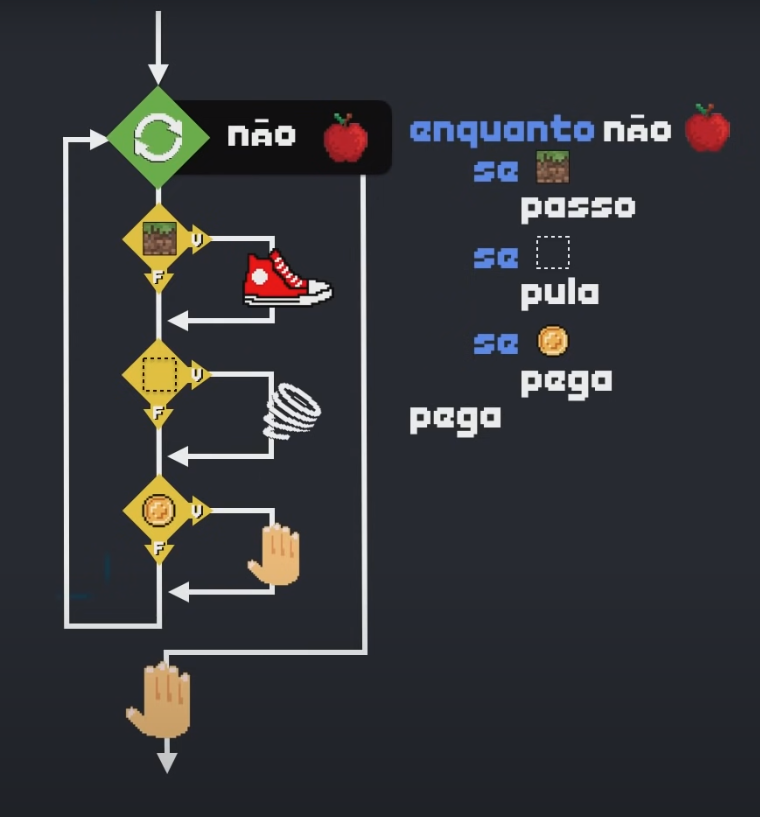 não
V
F
V
F
V
F
enquanto não
se
passo
se
pula
se
pega
pega